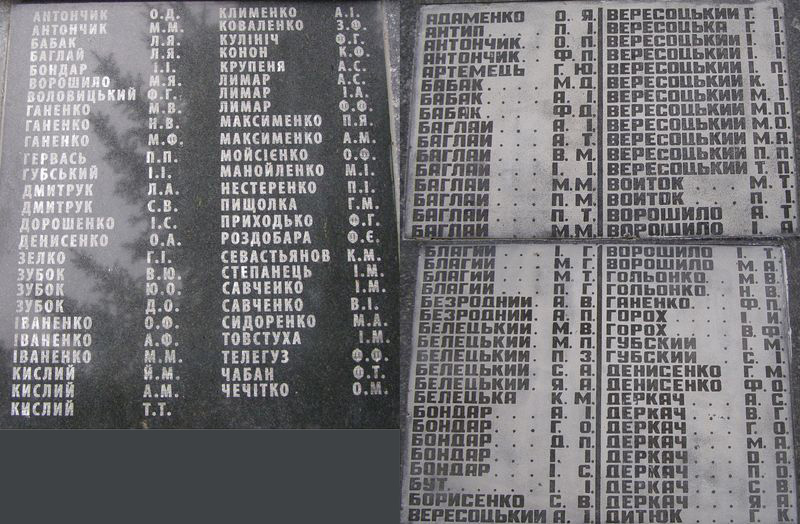 АНТОНЧИК О.Д.
АНТОНЧИК М.М.
БАБАК Л.Я.
БАГЛАЙ Л.Я.
БОНДАР І.Г.
ВОРОШИЛО М.Я.
ВОЛОВИЦЬКИЙ Ф.Г.
ГАНЕНКО М.В.
ГАНЕНКО Н.В.
ГАНЕНКО М.Ф.
ГЕРВАСЬ П.П.
ГУБСЬКИЙ І.І.
ДМИТРУК Л.А.
ДМИТРУК С.В.
ДОРОШЕНКО І.С.
ДЕНИСЕНКО О.А.
ЗЕЛКО Г.І.
ЗУБОК В.Ю.
ЗУБОК Ю.О.
ЗУБОК Д.О.
ІВАНЕНКО О.Ф.
ІВАНЕНКО А.Ф.
ІВАНЕНКО М.М.
КИСЛИЙ Й.М.
КИСЛИЙ А.М.
КИСЛИЙ Т.Т.
КЛИМЕНКО А.І.
КОВАЛЕНКО З.Ф.
КУЛІНІЧ Ф.Г.
КОНОН К.Ф.
КРУПЕНЯ А.С.
ЛИМАР А.С.
ЛИМАР І.А.
ЛИМАР Ф.Ф.
МАКСИМЕНКО П.Я.
МАКСИМЕНКО А.М.
МОЙСІЄНКО О.Ф.
МАНОЙЛЕНКО М.І.
НЕСТЕРЕНКО П.І.
ПИЩОЛКА Г.М.
ПРИХОДЬКО Ф.Г.
РОЗДОБАРА Ф.Є.
СЕВАСТЬЯНОВ К.М.
СТЕПАНЕЦЬ І.М.
САВЧЕНКО І.М.
САВЧЕНКО В.І.
СИДОРЕНКО М.А.
ТОВСТУХА І.М.
ТЕЛЕГУЗ Ф.Ф.
ЧАБАН Ф.Т.
ЧЕЧІТКО О.М.
АДАМЕНКО О. Я.
АНТИП П. Г.
АНТОНЧИК О. П.
АНТОНЧИК Ф. П.
АРТЕМЕЦЬ Г. Ю.
БАБАК М. Д.
БАБАК А. І.
БАБАК Ф. Д.
БАГЛАЙ А. І.
БАГЛАЙ А. Т.
БАГЛАЙ В. М.
БАГЛАЙ І. І.
БАГЛАЙ М. М.
БАГЛАЙ П. М.
БАГЛАЙ П. Т.
БАГЛАЙ М. М.
ВЕРЕСОЦЬКИЙ Г. І.
ВЕРЕСОЦЬКА Г. І.
ВЕРЕСОЦЬКИЙ І. І.
ВЕРЕСОЦЬКИЙ І. І.
ВЕРЕСОЦЬКИЙ І. П.
ВЕРЕСОЦЬКИЙ К. І.
ВЕРЕСОЦЬКИЙ М. І.
ВЕРЕСОЦЬКИЙ М. П.
ВЕРЕСОЦЬКИЙ М. О.
ВЕРЕСОЦЬКИЙ М. А.
ВЕРЕСОЦЬКИЙ П. П.
ВЕРЕСОЦЬКИЙ Т. П.
ВОЙТОК М. Т.
ВОЙТОК П. І.
ВОРОШИЛО А. Т.
ВОРОШИЛО І. А.
БЛАГИЙ І. Г.
БЛАГИЙ М. Г.
БЛАГИЙ М. Т.
БЕЗРОДНИЙ А. В.
БЕЗРОДНИЙ А. П.
БЕЛЕЦЬКИЙ М. В.
БЕЛЕЦЬКИЙ М. П.
БЕЛЕЦЬКИЙ П. З.
БЕЛЕЦЬКИЙ С. А.
БЕЛЕЦЬКИЙ Я. А.
БЕЛЕЦЬКА К. М.
БОНДАР А. І.
БОНДАР Г. О.
БОНДАР Д. П.
БОНДАР І. І.
БОНДАР І. С.
БУТ І. І.
БОРИСЕНКО С. В.
ВЕРЕСОЦЬКИЙ А. І.
ВОРОШИЛО І. Т.
ВОРОШИЛО М. А.
ГОЛЬОНКО М. В.
ГОЛЬОНКО М. Е.
ГАНЕНКО Ф. П.
ГОРОХ Г. И.
ГОРОХ В. Ф.
ГУБСЬКИЙ І. М.
ГУБСЬКИЙ С. І.
ДЕНИСЕНКО Г. М.
ДЕНИСЕНКО Ф. О.
ДЕРКАЧ А. С.
ДЕРКАЧ В. Г.
ДЕРКАЧ Г. О.
ДЕРКАЧ М. А.
ДЕРКАЧ О. А.
ДЕРКАЧ П. О.
ДЕРКАЧ С. В.
ДЕРКАЧ Я. А.
ДИТЮК Г. К.